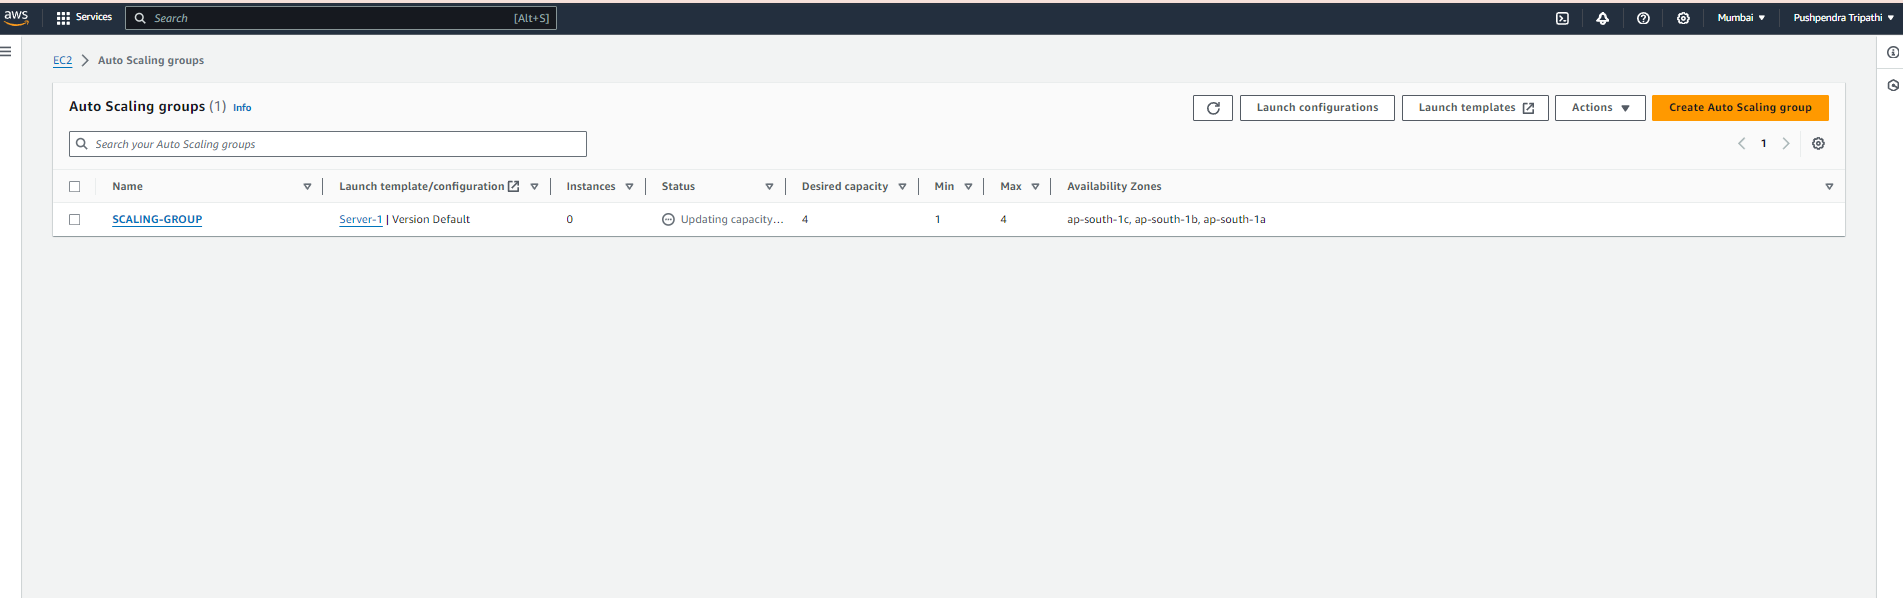 aws Services Search [Alt+S] Mumbai Pushpendra Tripathi
EC2 Auto Scaling groups
Auto Scaling groups (1) Info
Launch configurations Launch templates Actions Create Auto Scaling group
Search your Auto Scaling groups 1
Name Launch template/configuration Instances Status Desired capacity Min Max Availability Zones
SCALING-GROUP Server-1 | Version Default 0 Updating capacity... 4 1 4 ap-south-1c, ap-south-1b, ap-south-1a